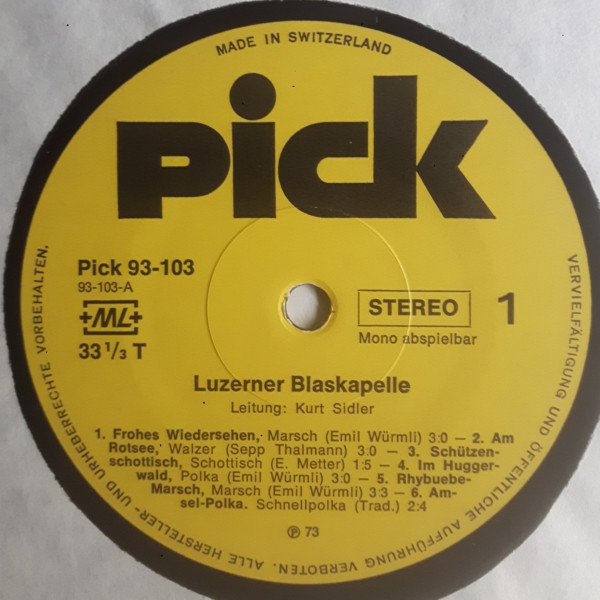 MADE IN SWITZERLAND
pick
Pick 93-103
93-103-A
+ML+
33 1/3 T
STEREO
1
Mono abspielbar
Luzerner Blaskapelle
Leitung: Kurt Sidler
1. Frohes Wiedersehen, Marsch (Emil Würmli) 3:0 — 2. Am
Rotsee, Walzer (Sepp Thalmann) 3:0 — 3. Schützen-
schottisch, Schottisch (E. Metter) 1:5 — 4. Im Hugger-
wald, Polka (Emil Würmli) 3:0 — 5. Rhybuebe-
Marsch, Marsch (Emil Würmli) 3:3 — 6. Am-
sel-Polka. Schnellpolka (Trad.) 2:4
℗ 73
VERVIELFÄLTIGUNG UND ÖFFENTLICHE AUFFÜHRUNG VERBOTEN. ALLE HERSTELLER- UND URHEBERRECHTE VORBEHALTEN.